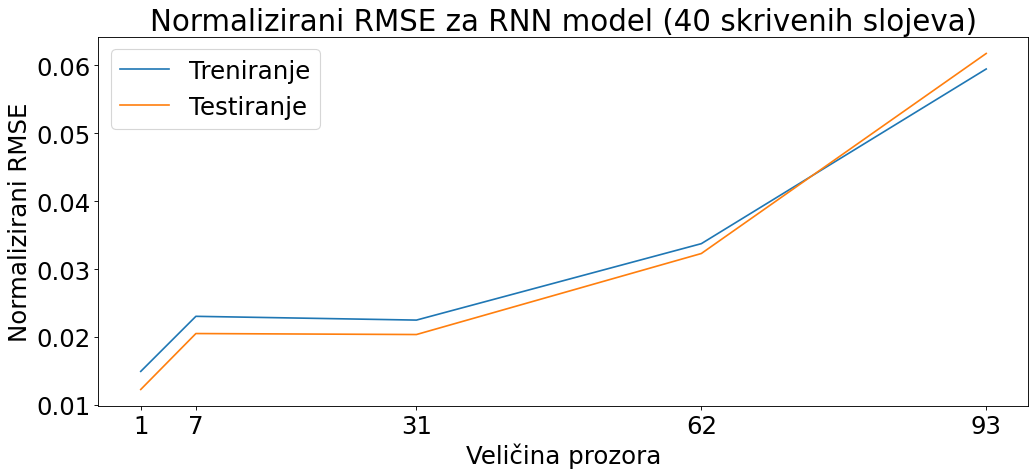 Normalizirani RMSE za RNN model (40 skrivenih slojeva)
Treniranje
Testiranje
Normalizirani RMSE
0.06
0.05
0.04
0.03
0.02
0.01
1 7 31 62 93
Veličina prozora